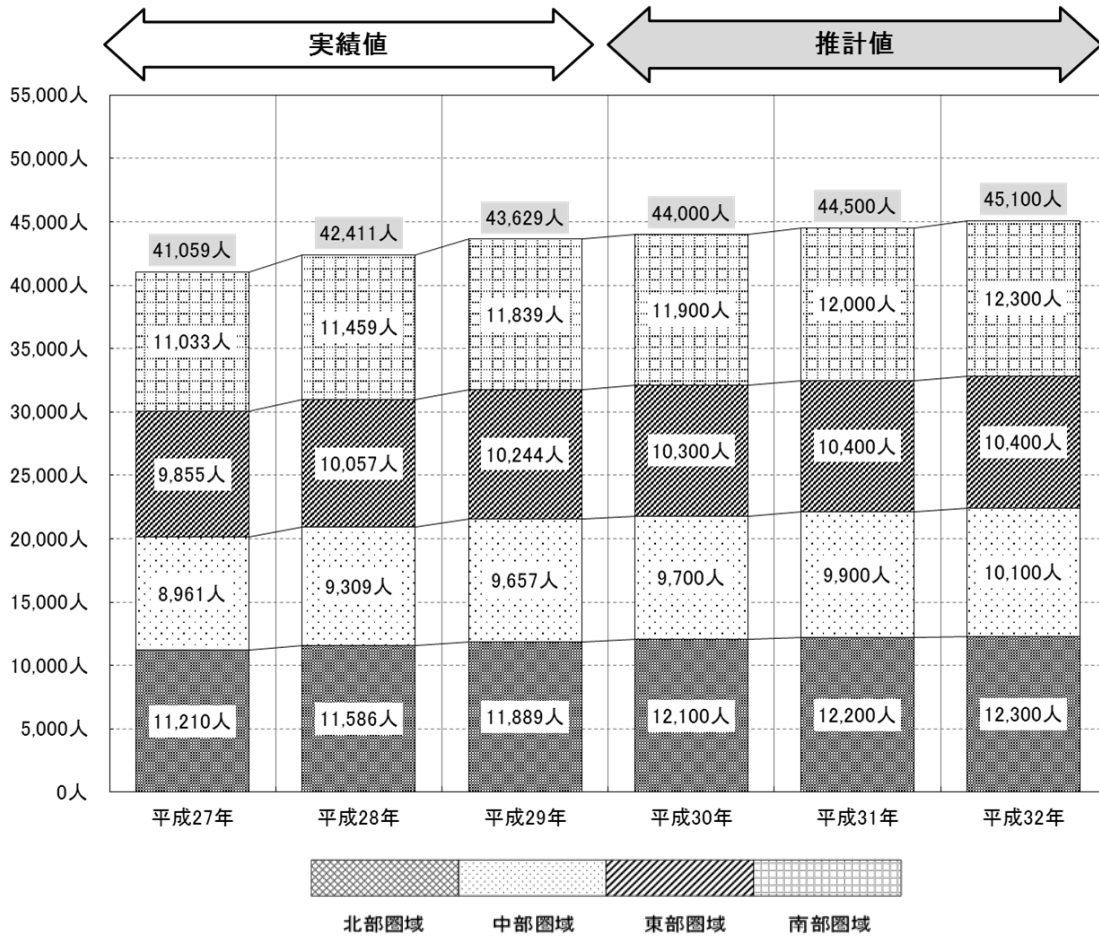 実績値 推計値
55,000人
50,000人
45,000人
40,000人
35,000人
30,000人
25,000人
20,000人
15,000人
10,000人
5,000人
0人
41,059人 42,411人 43,629人 44,000人 44,500人 45,100人
11,033人 11,459人 11,839人 11,900人 12,000人 12,300人
9,855人 10,057人 10,244人 10,300人 10,400人 10,400人
8,961人 9,309人 9,657人 9,700人 9,900人 10,100人
11,210人 11,586人 11,889人 12,100人 12,200人 12,300人
平成27年 平成28年 平成29年 平成30年 平成31年 平成32年
北部圏域 中部圏域 東部圏域 南部圏域